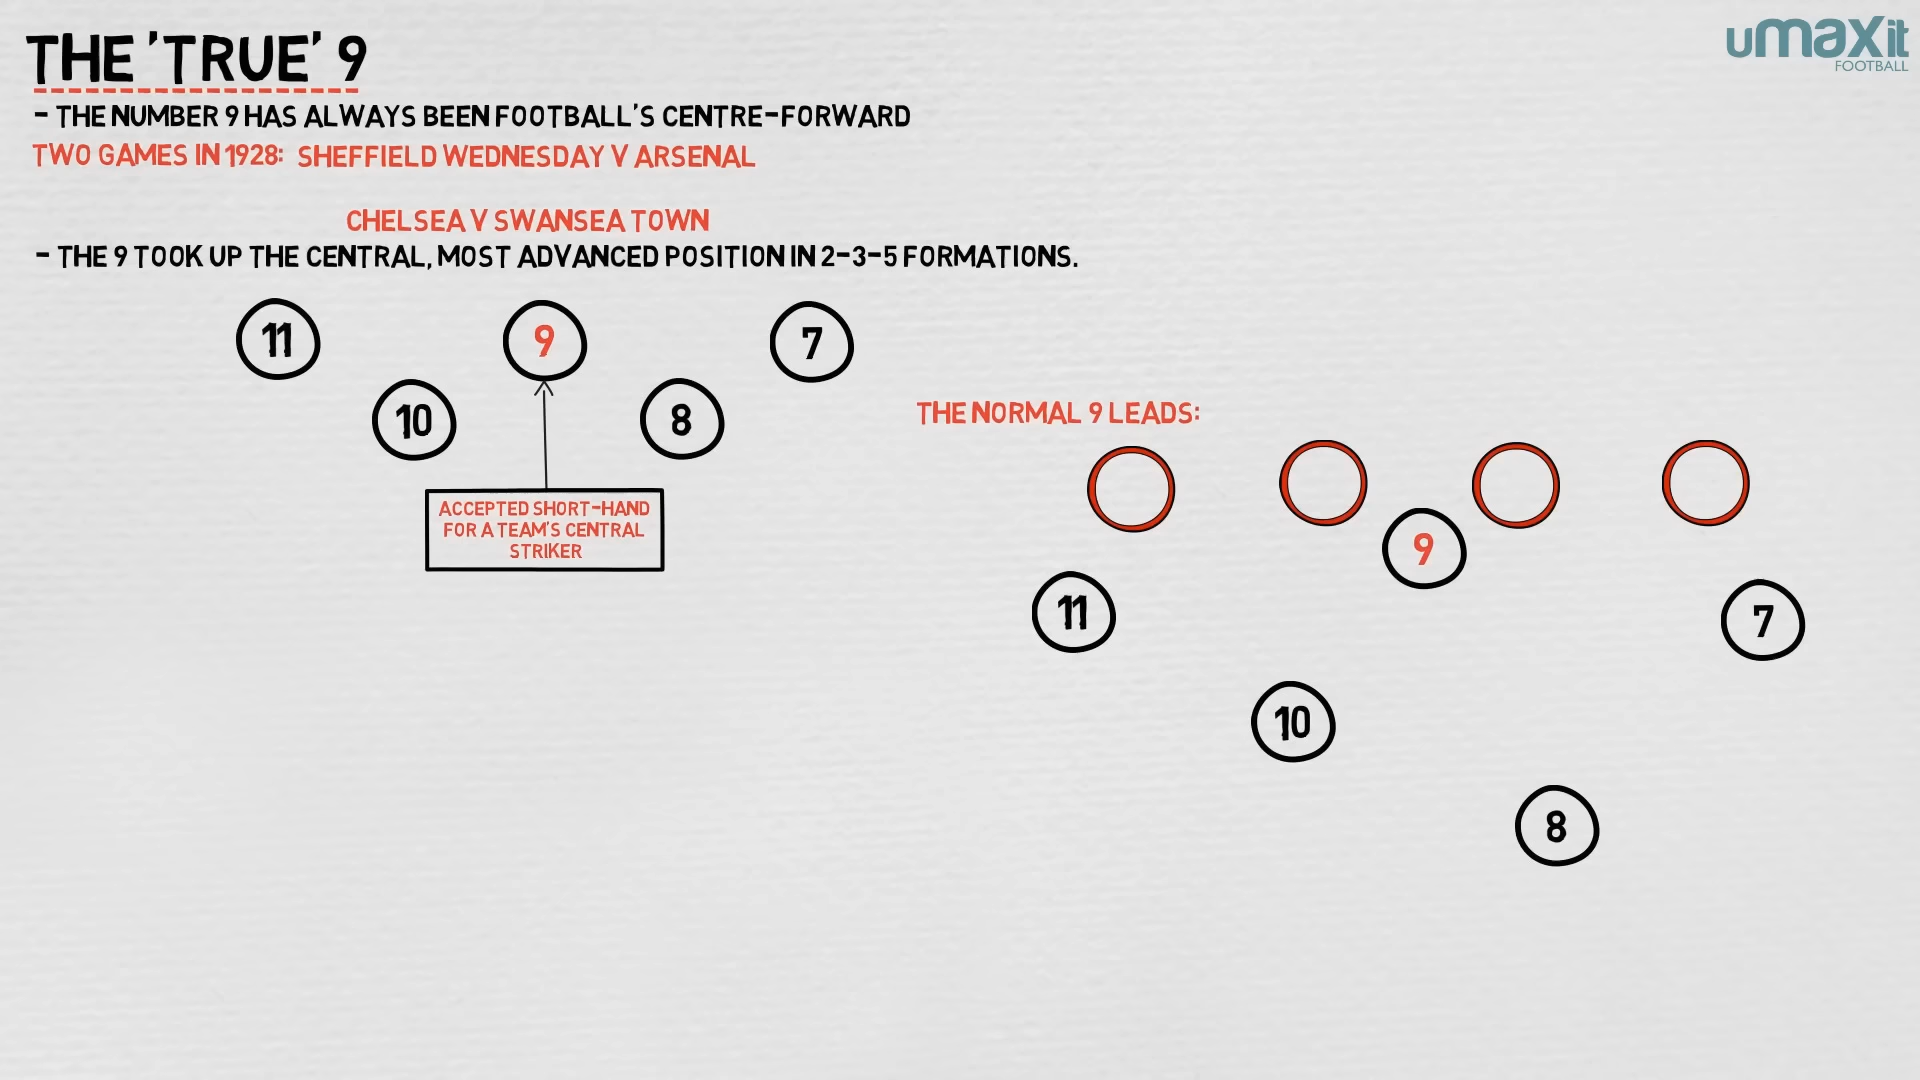 THE 'TRUE' 9
umaxit
FOOTBALL
- THE NUMBER 9 HAS ALWAYS BEEN FOOTBALL'S CENTRE-FORWARD
TWO GAMES IN 1928: SHEFFIELD WEDNESDAY V ARSENAL
CHELSEA V SWANSEA TOWN
- THE 9 TOOK UP THE CENTRAL, MOST ADVANCED POSITION IN 2-3-5 FORMATIONS.
11
9
7
10
8
ACCEPTED SHORT-HAND
FOR A TEAM'S CENTRAL
STRIKER
THE NORMAL 9 LEADS:
9
11
7
10
8